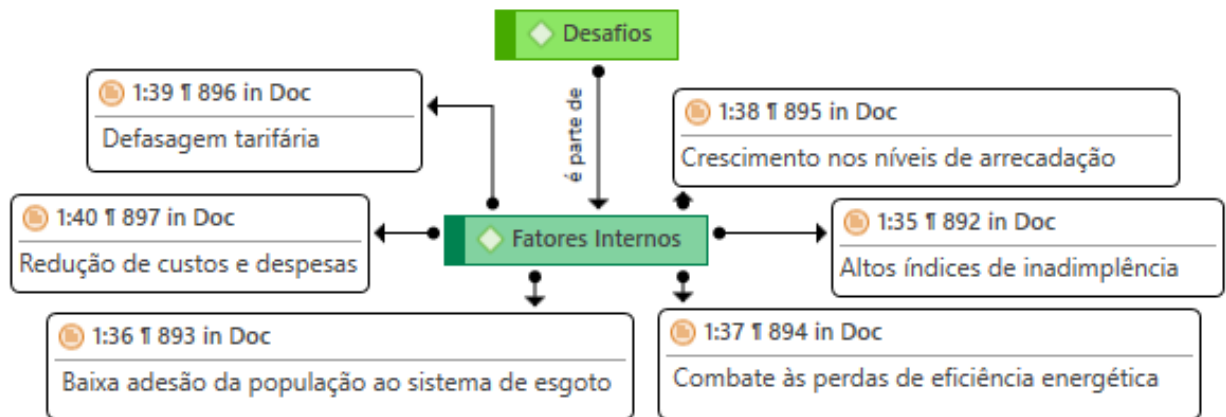 Desafios
1:39 ¶ 896 in Doc
Defasagem tarifária
é parte de
1:38 ¶ 895 in Doc
Crescimento nos níveis de arrecadação
1:40 ¶ 897 in Doc
Redução de custos e despesas
Fatores Internos
1:35 ¶ 892 in Doc
Altos índices de inadimplência
1:36 ¶ 893 in Doc
Baixa adesão da população ao sistema de esgoto
1:37 ¶ 894 in Doc
Combate às perdas de eficiência energética